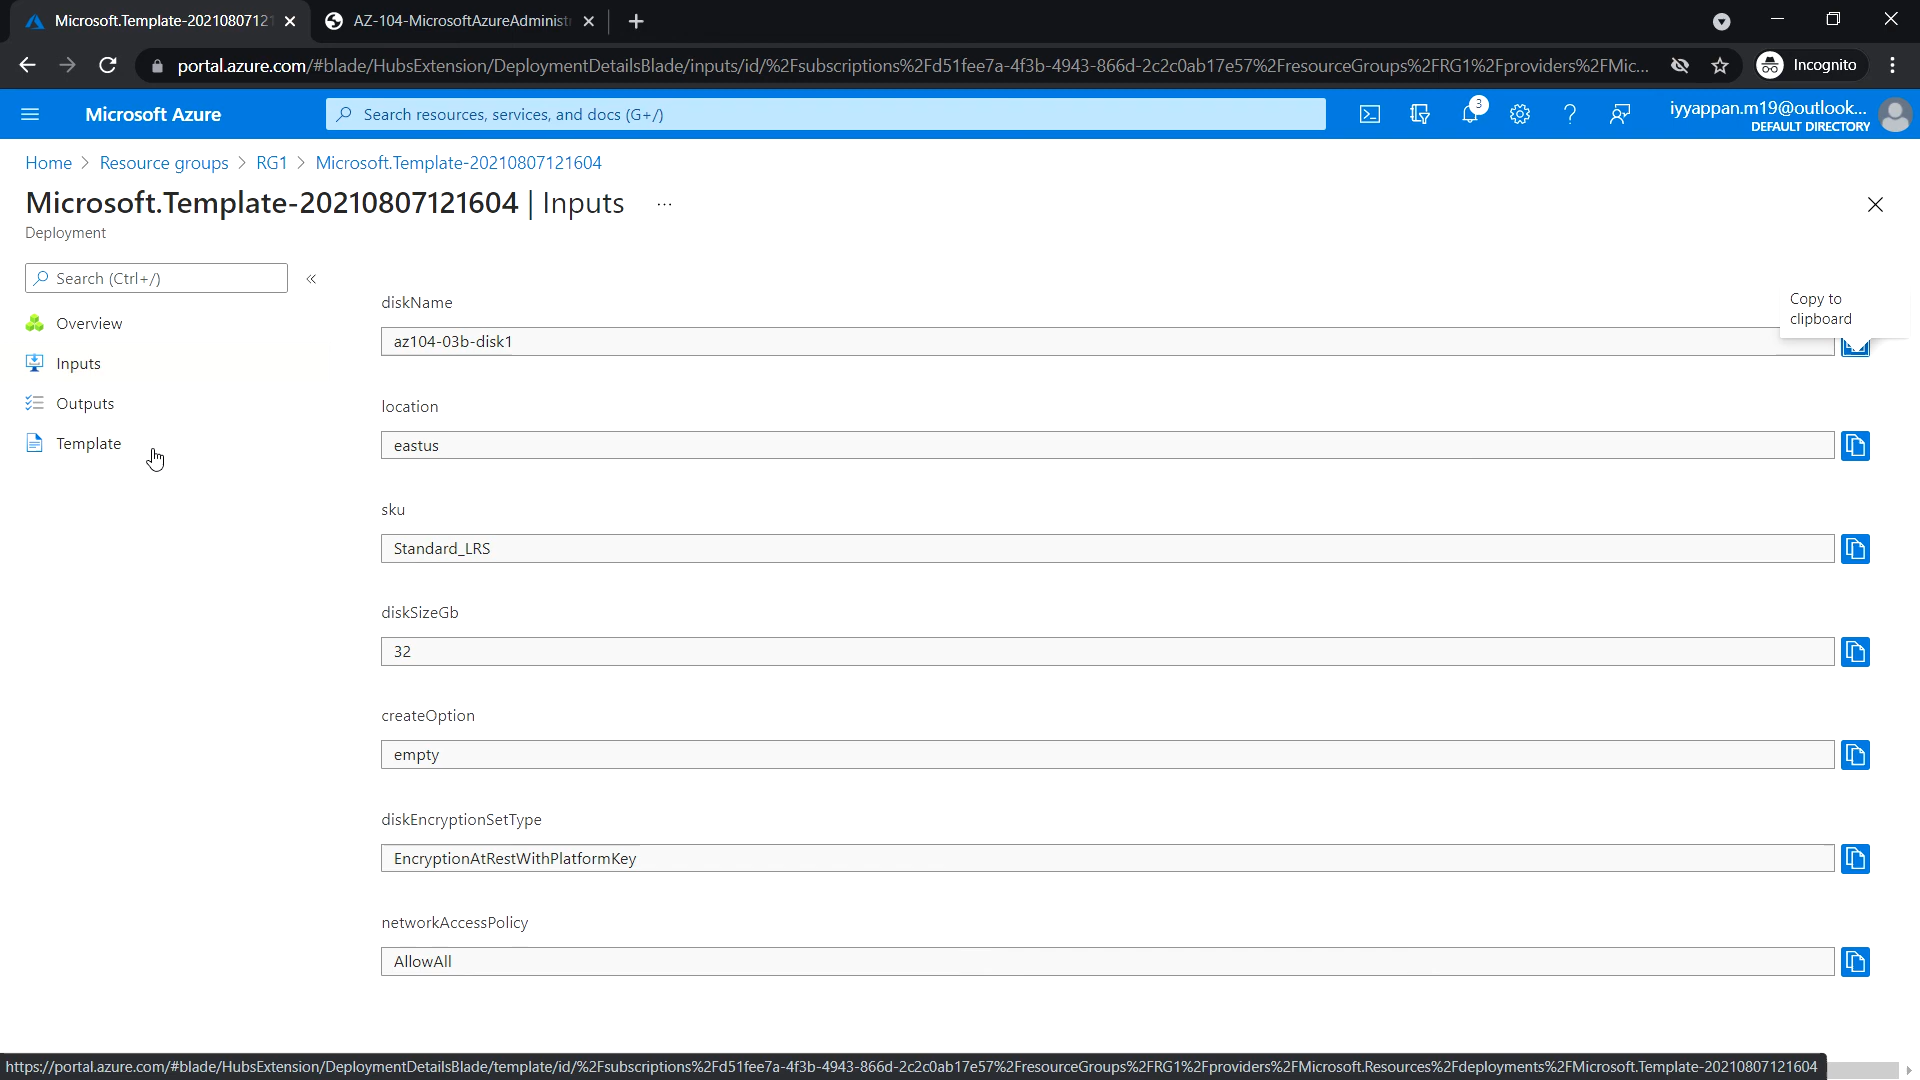 Microsoft.Template-2021080712
AZ-104-MicrosoftAzureAdminist
portal.azure.com/#blade/HubsExtension/DeploymentDetailsBlade/inputs/id/%2Fsubscriptions%2Fd51fee7a-4f3b-4943-866d-2c2c0ab17e57%2FresourceGroups%2FRG1%2Fproviders%2FMic...
Incognito
Microsoft Azure
Search resources, services, and docs (G+/)
3
iyyappan.m19@outlook...
DEFAULT DIRECTORY
Home > Resource groups > RG1 > Microsoft.Template-20210807121604
Microsoft.Template-20210807121604 | Inputs ...
Deployment
Search (Ctrl+/)
«
Overview
Inputs
Outputs
Template
diskName
az104-03b-disk1
Copy to
clipboard
location
eastus
sku
Standard_LRS
diskSizeGb
32
createOption
empty
diskEncryptionSetType
EncryptionAtRestWithPlatformKey
networkAccessPolicy
AllowAll
https://portal.azure.com/#blade/HubsExtension/DeploymentDetailsBlade/template/id/%2Fsubscriptions%2Fd51fee7a-4f3b-4943-866d-2c2c0ab17e57%2FresourceGroups%2FRG1%2Fproviders%2FMicrosoft.Resources%2Fdeployments%2FMicrosoft.Template-20210807121604